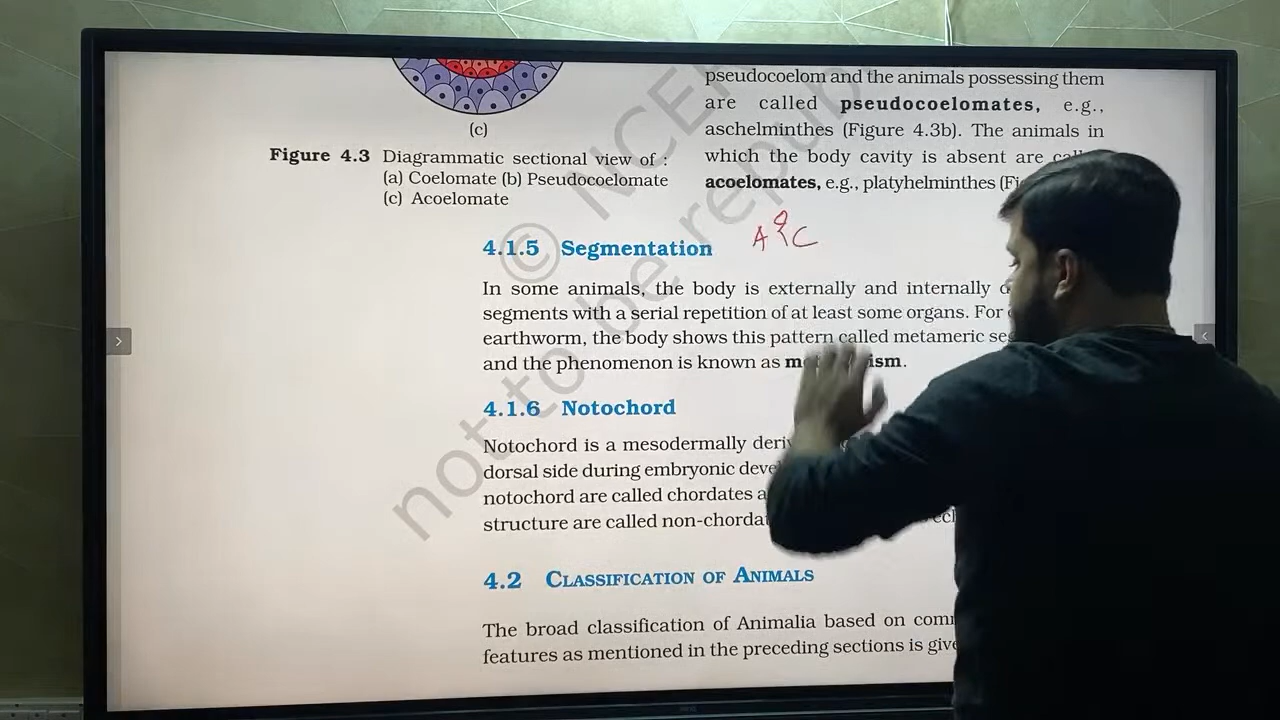 (c)
Figure 4.3 Diagrammatic sectional view of :
(a) Coelomate (b) Pseudocoelomate
(c) Acoelomate
pseudocoelom and the animals possessing them
are called pseudocoelomates, e.g.,
aschelminthes (Figure 4.3b). The animals in
which the body cavity is absent are
acoelomates, e.g., platyhelminthes
4.1.5 Segmentation
In some animals, the body is externally and internally
segments with a serial repetition of at least some organs. For
earthworm, the body shows this pattern called metameric
and the phenomenon is known as
4.1.6 Notochord
Notochord is a mesodermally
dorsal side during embryonic
notochord are called chordates
structure are called
4.2 CLASSIFICATION OF ANIMALS
The broad classification of Animalia based on
features as mentioned in the preceding sections is
© NCE
not to be repub